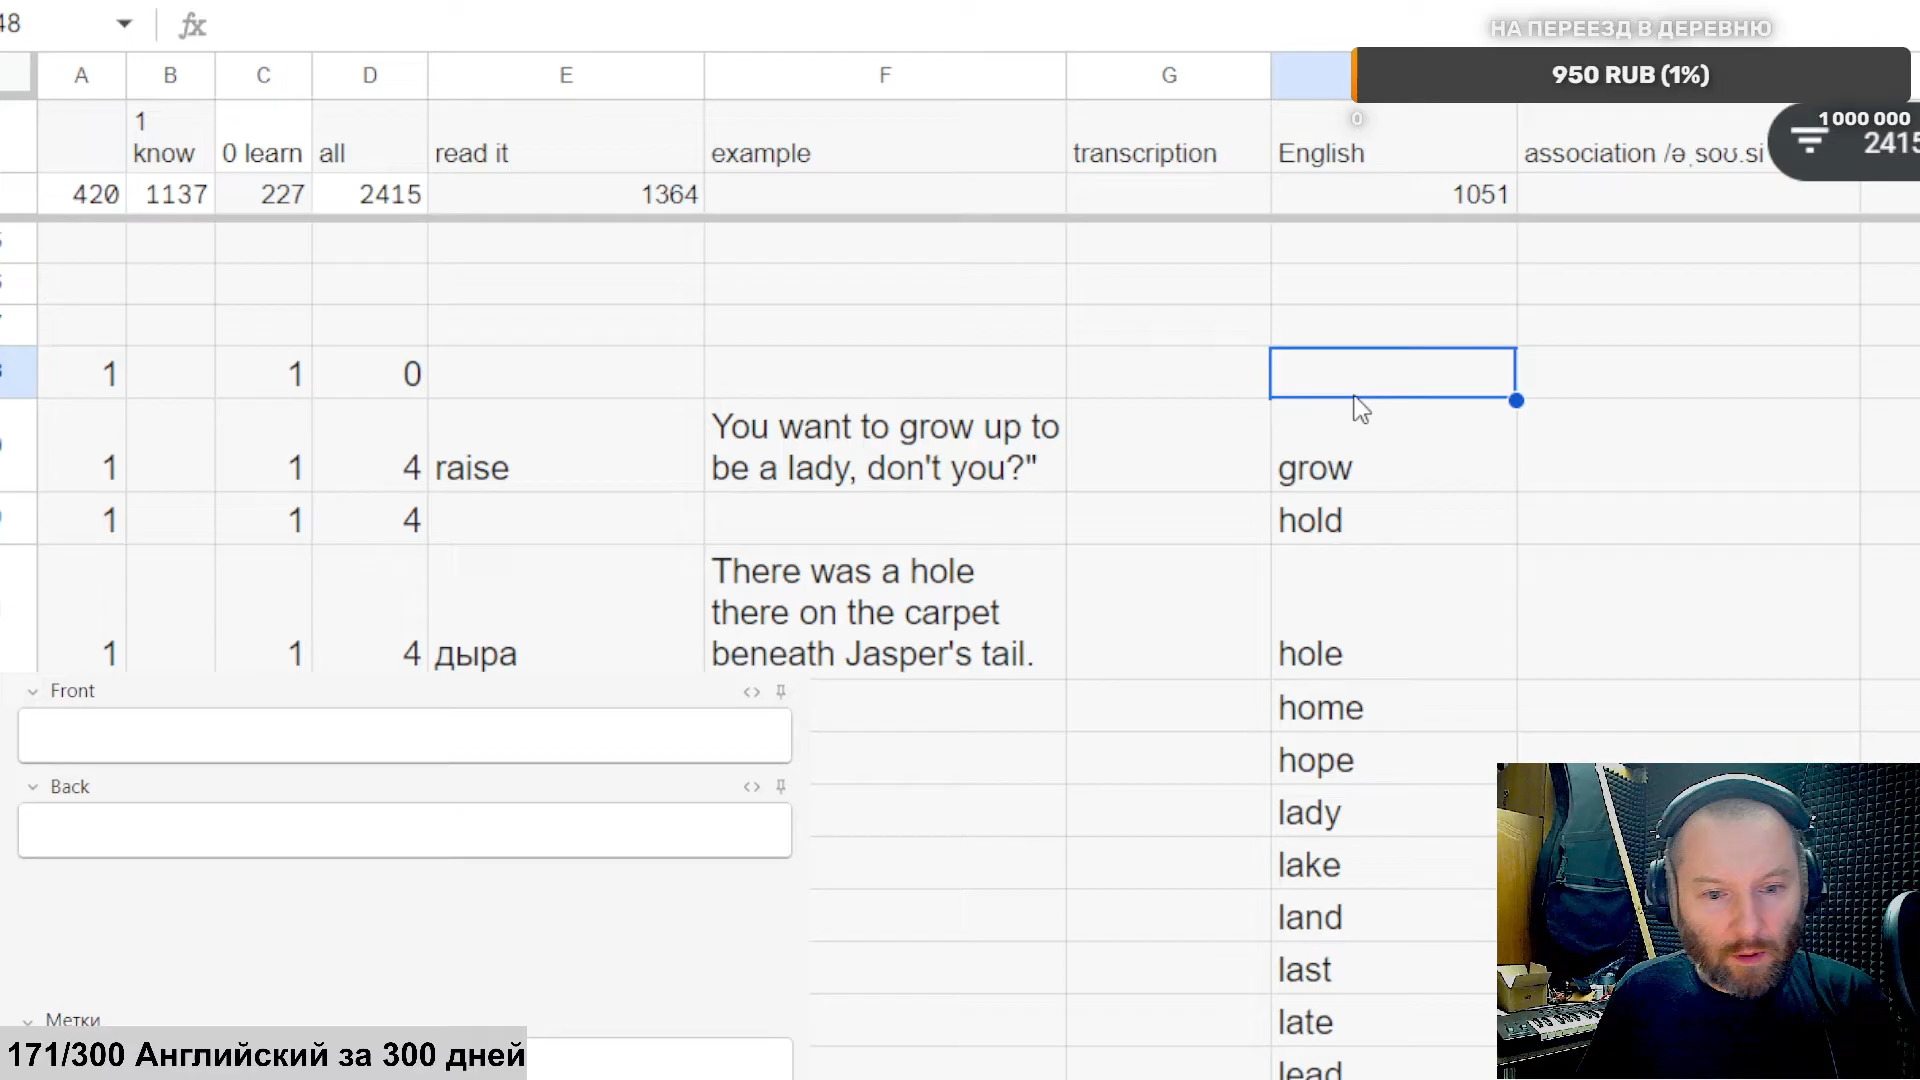 48
fx
НА ПЕРЕЕЗД В ДЕРЕВНЮ
950 RUB (1%)
0
1 000 000
2415
A B C D E F G
1 know
0 learn
all
read it
example
transcription
English
association /əˌsoʊ.si
420 1137 227 2415 1364 1051
1 1 0
1 1 4 raise
You want to grow up to
be a lady, don't you?"
grow
1 1 4 hold
1 1 4 дыра
There was a hole
there on the carpet
beneath Jasper's tail.
hole
home
hope
lady
lake
land
last
late
lead
Front
Back
Метки
171/300 Английский за 300 дней